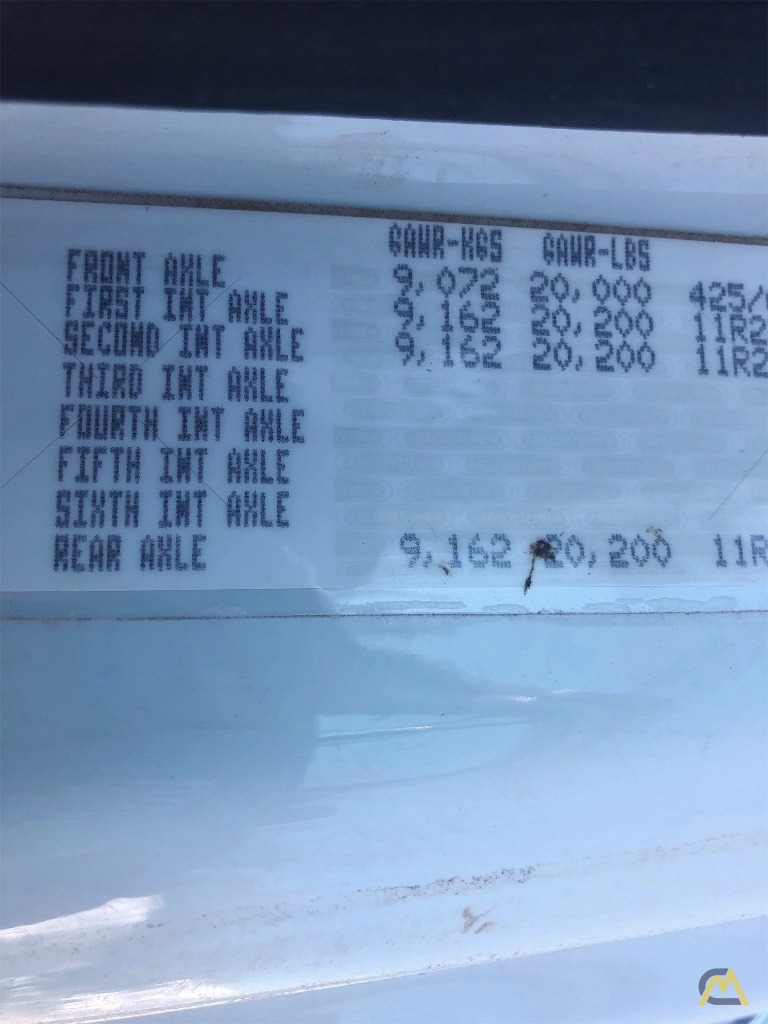 GAWR-KGS GAWR-LBS
FRONT AXLE 9,072 20,000 425/
FIRST INT AXLE 9,162 20,200 11R2
SECOND INT AXLE 9,162 20,200 11R2
THIRD INT AXLE
FOURTH INT AXLE
FIFTH INT AXLE
SIXTH INT AXLE
REAR AXLE 9,162 20,200 11R